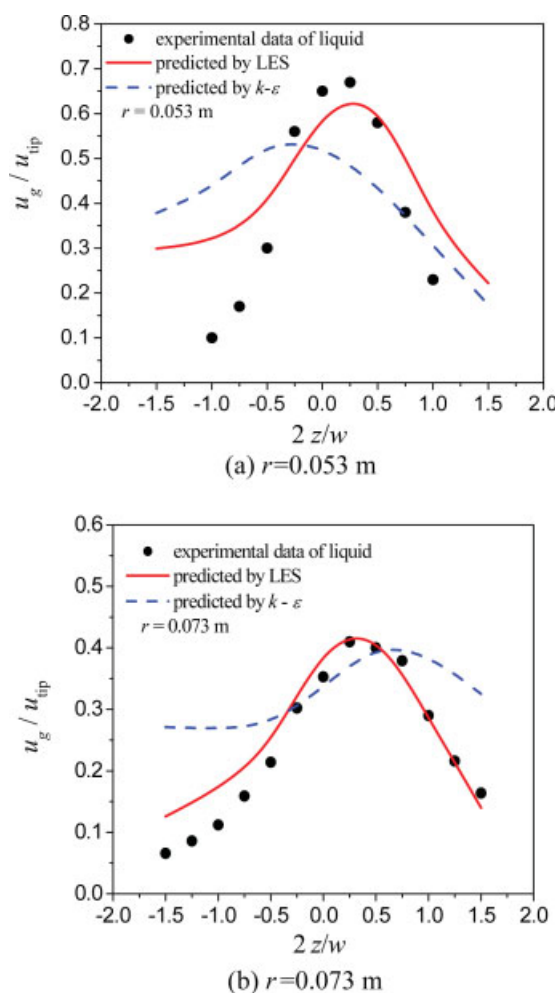 0.8
0.7
0.6
0.5
0.4
0.3
0.2
0.1
0.0
u_g / u_tip
experimental data of liquid
predicted by LES
predicted by k-ε
r = 0.053 m
-2.0 -1.5 -1.0 -0.5 0.0 0.5 1.0 1.5 2.0
2 z/w
(a) r=0.053 m
0.6
0.5
0.4
0.3
0.2
0.1
0.0
u_g / u_tip
experimental data of liquid
predicted by LES
predicted by k - ε
r = 0.073 m
-2.0 -1.5 -1.0 -0.5 0.0 0.5 1.0 1.5 2.0
2 z/w
(b) r=0.073 m